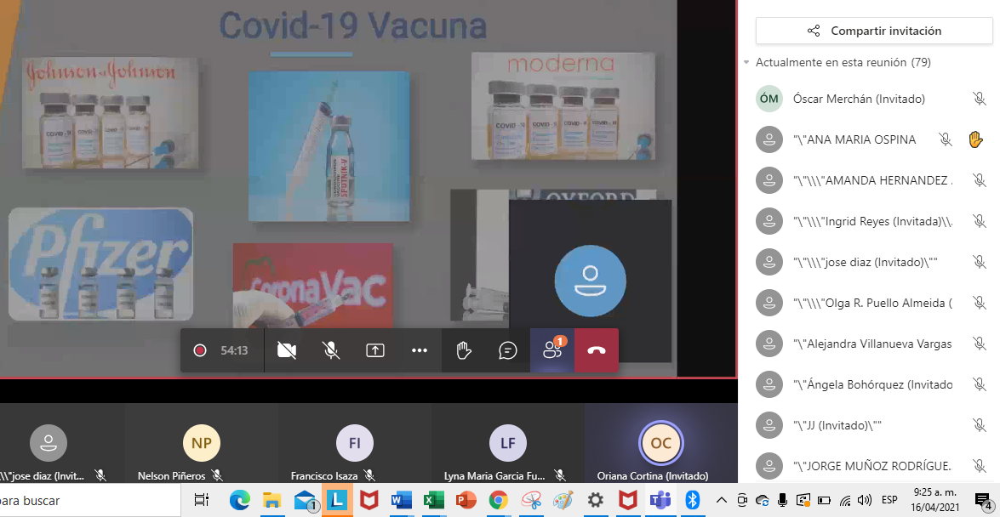 Covid-19 Vacuna
Johnson&Johnson
moderna
COVID -19
COVID -19
SPUTNIK-V
Pfizer
CoronaVac
OXFORD
54:13
1
Compartir invitación
Actualmente en esta reunión (79)
ÓM Óscar Merchán (Invitado)
"\"ANA MARIA OSPINA
"\"\\\"AMANDA HERNANDEZ
"\"\\\"Ingrid Reyes (Invitada)\\.
"\"\\\"jose diaz (Invitado)\""
"\"\\\"Olga R. Puello Almeida (
"\"Alejandra Villanueva Vargas
"\"Ángela Bohórquez (Invitado
"\"JJ (Invitado)\""
"\"JORGE MUÑOZ RODRÍGUE.
NP
FI
LF
OC
\\"jose diaz (Invit...
Nelson Piñeros
Francisco Isaza
Lyna Maria Garcia Fu...
Oriana Cortina (Invitado)
para buscar
1
L
ESP
9:25 a. m.
16/04/2021
4